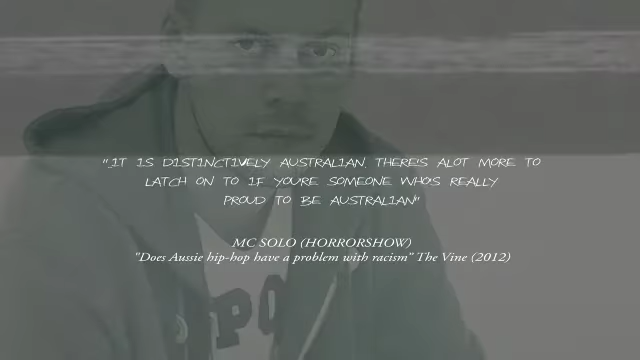 "IT IS DISTINCTIVELY AUSTRALIAN. THERE'S ALOT MORE TO
LATCH ON TO IF YOU'RE SOMEONE WHO'S REALLY
PROUD TO BE AUSTRALIAN"
MC SOLO (HORRORSHOW)
"Does Aussie hip-hop have a problem with racism" The Vine (2012)